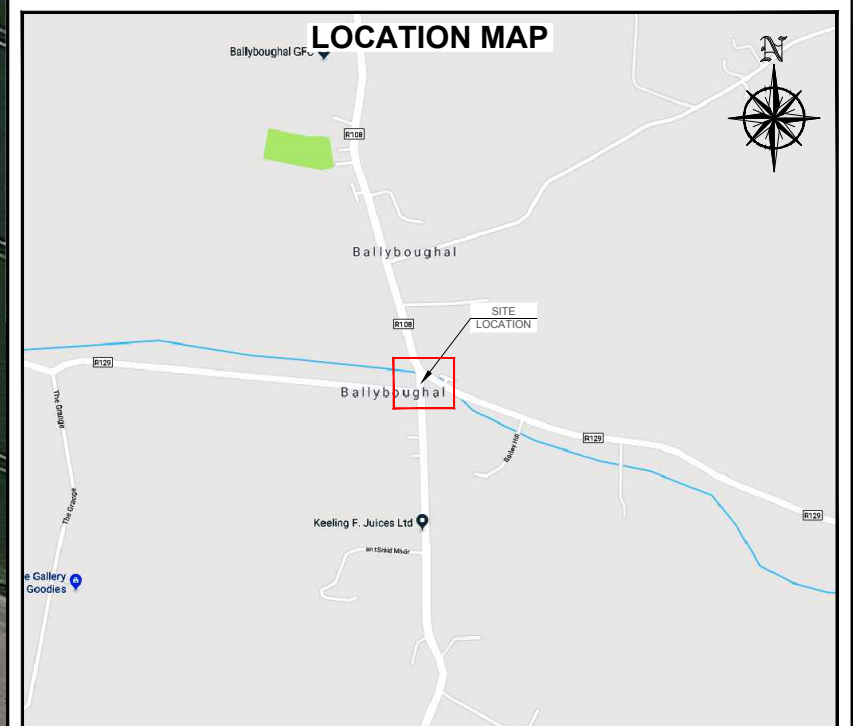 LOCATION MAP
N
Ballyboughal GFC
R108
Ballyboughal
SITE
LOCATION
R108
R129
Ballyboughal
The Grange
R129
Bailey Hill
The Grange
R129
Keeling F. Juices Ltd
e Gallery
Goodies